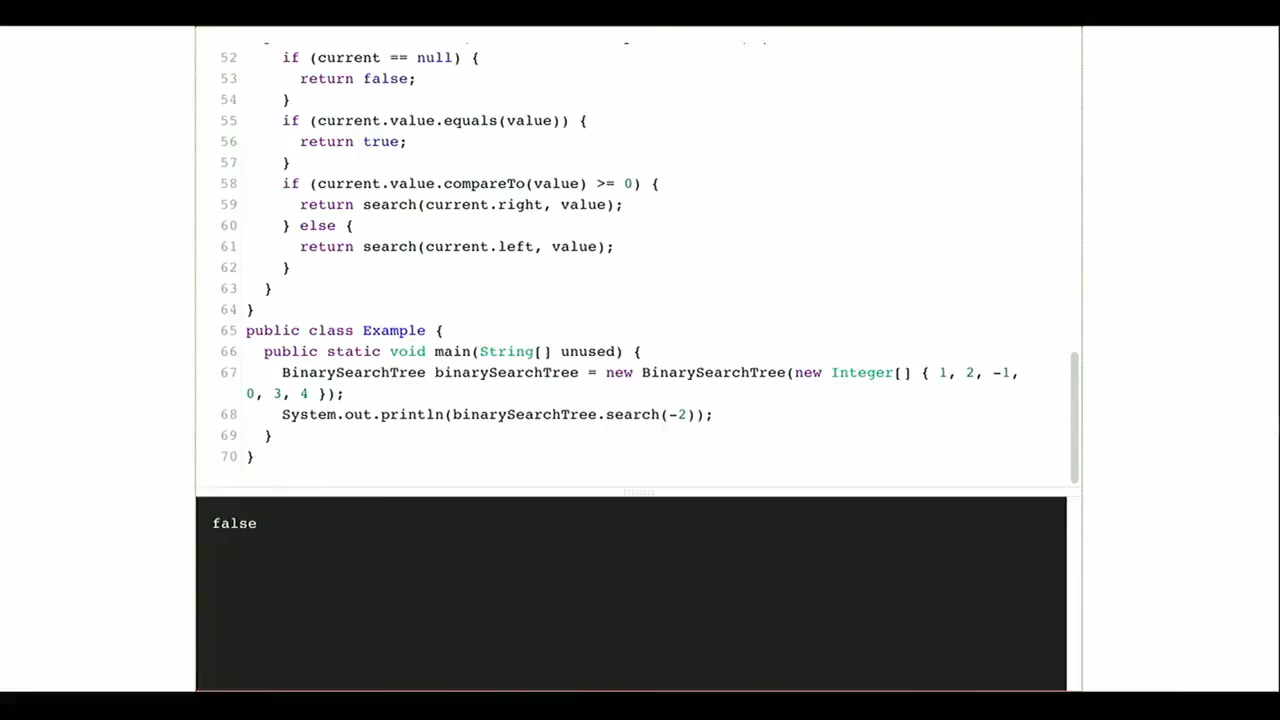 52 if (current == null) {
53 return false;
54 }
55 if (current.value.equals(value)) {
56 return true;
57 }
58 if (current.value.compareTo(value) >= 0) {
59 return search(current.right, value);
60 } else {
61 return search(current.left, value);
62 }
63 }
64 }
65 public class Example {
66 public static void main(String[] unused) {
67 BinarySearchTree binarySearchTree = new BinarySearchTree(new Integer[] { 1, 2, -1,
0, 3, 4 });
68 System.out.println(binarySearchTree.search(-2));
69 }
70 }
false